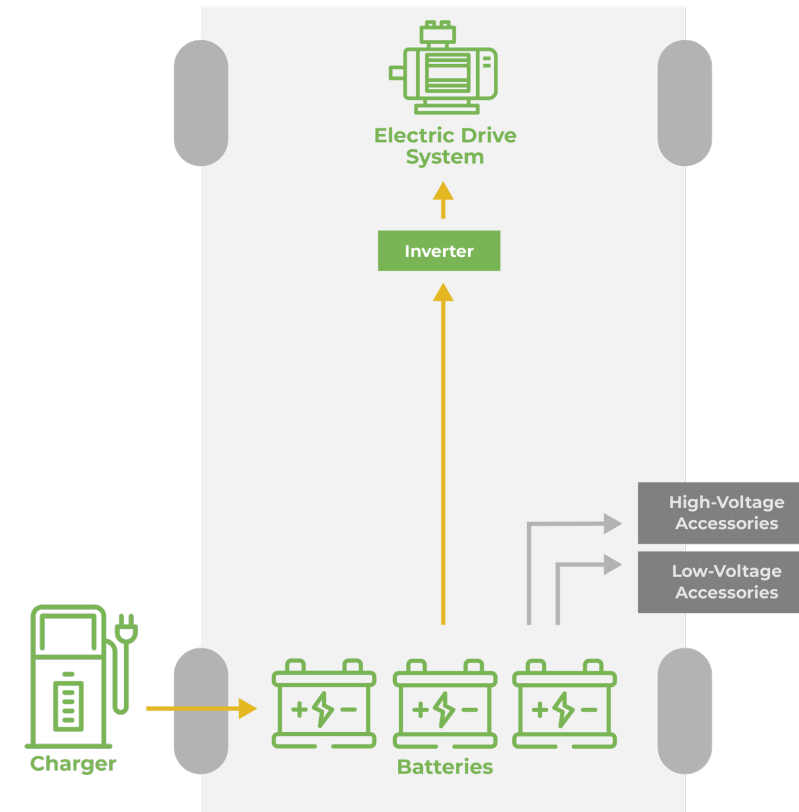 Electric Drive
System
Inverter
High-Voltage
Accessories
Low-Voltage
Accessories
Charger
Batteries